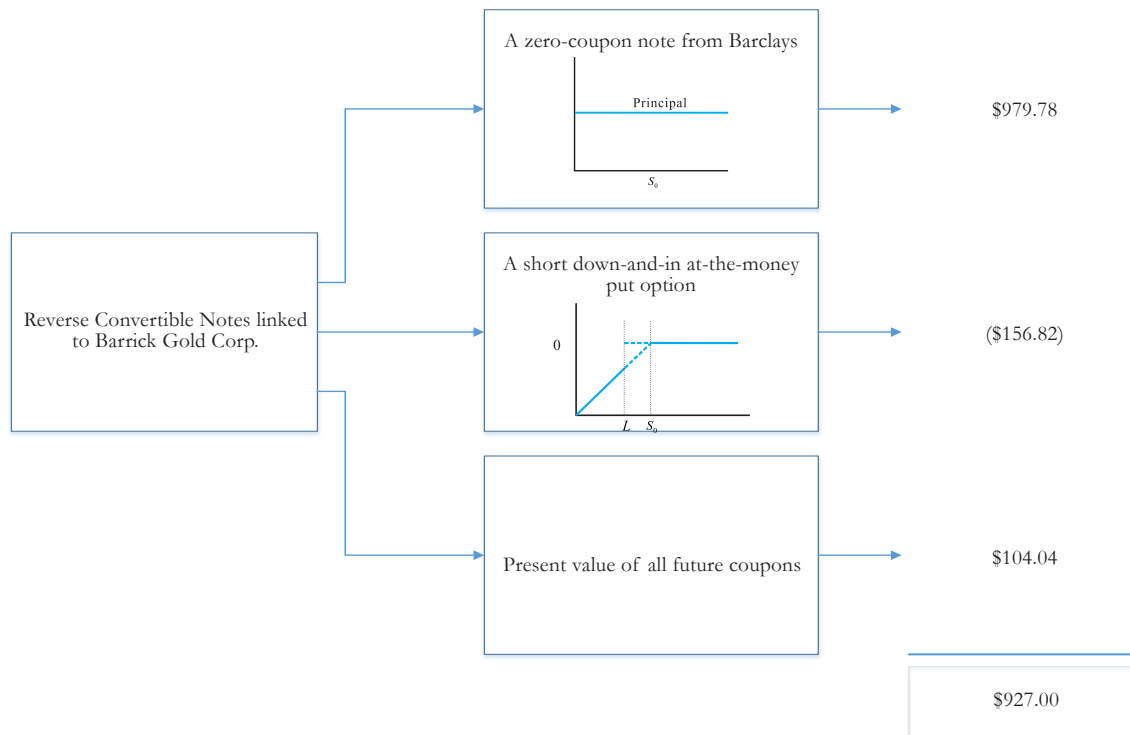 A zero-coupon note from Barclays
Principal
S₀
$979.78
Reverse Convertible Notes linked
to Barrick Gold Corp.
A short down-and-in at-the-money
put option
0
L S₀
($156.82)
Present value of all future coupons
$104.04
$927.00